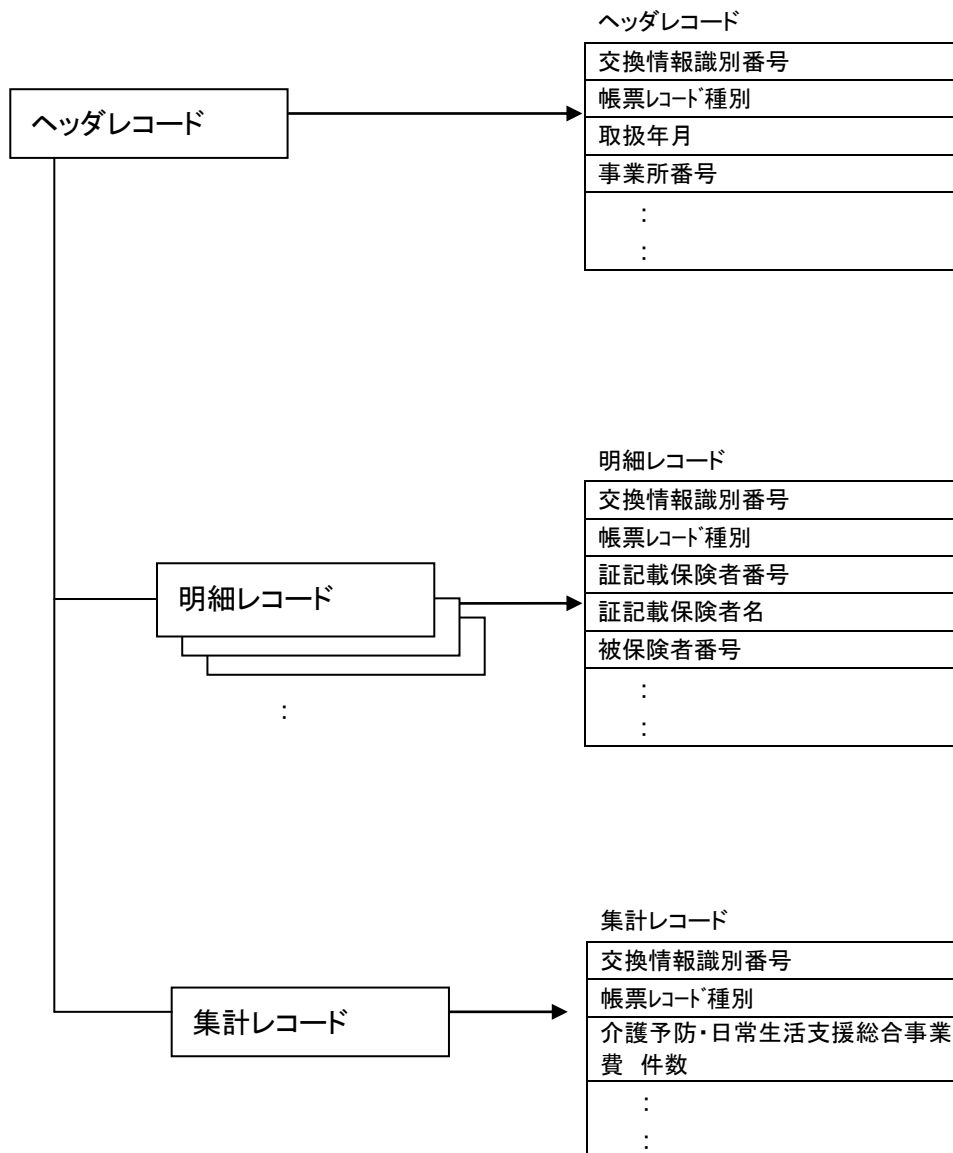 ヘッダレコード
ヘッダレコード
交換情報識別番号
帳票ﾚｺｰﾄﾞ種別
取扱年月
事業所番号
:
:
明細レコード
:
明細レコード
交換情報識別番号
帳票ﾚｺｰﾄﾞ種別
証記載保険者番号
証記載保険者名
被保険者番号
:
:
集計レコード
集計レコード
交換情報識別番号
帳票ﾚｺｰﾄﾞ種別
介護予防・日常生活支援総合事業
費　件数
:
: